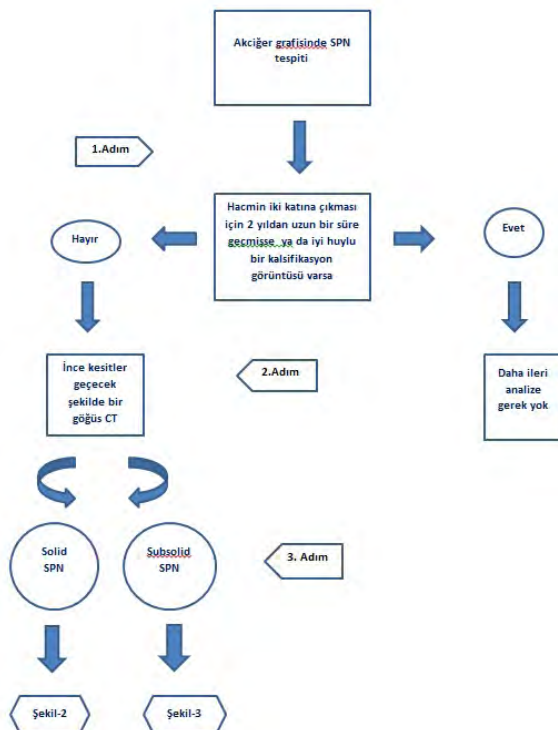 Akciğer grafisinde SPN
tespiti
1.Adım
Hacmin iki katına çıkması
için 2 yıldan uzun bir süre
geçmisse ya da iyi huylu
bir kalsifikasyon
görüntüsü varsa
Hayır
Evet
İnce kesitler
geçecek
şekilde bir
göğüs CT
2.Adım
Daha ileri
analize
gerek yok
Solid
SPN
Subsolid
SPN
3. Adım
Şekil-2
Şekil-3